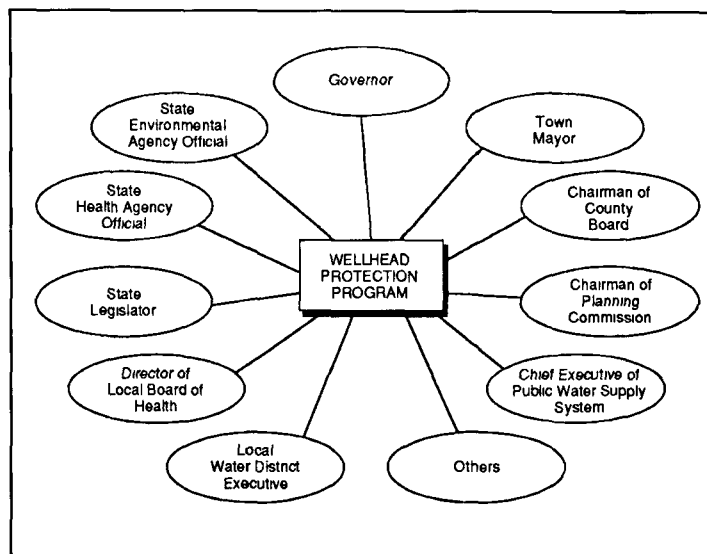 Governor
State
Environmental
Agency Official
Town
Mayor
State
Health Agency
Official
Chairman of
County
Board
WELLHEAD
PROTECTION
PROGRAM
State
Legislator
Chairman of
Planning
Commission
Director of
Local Board of
Health
Chief Executive of
Public Water Supply
System
Local
Water District
Executive
Others